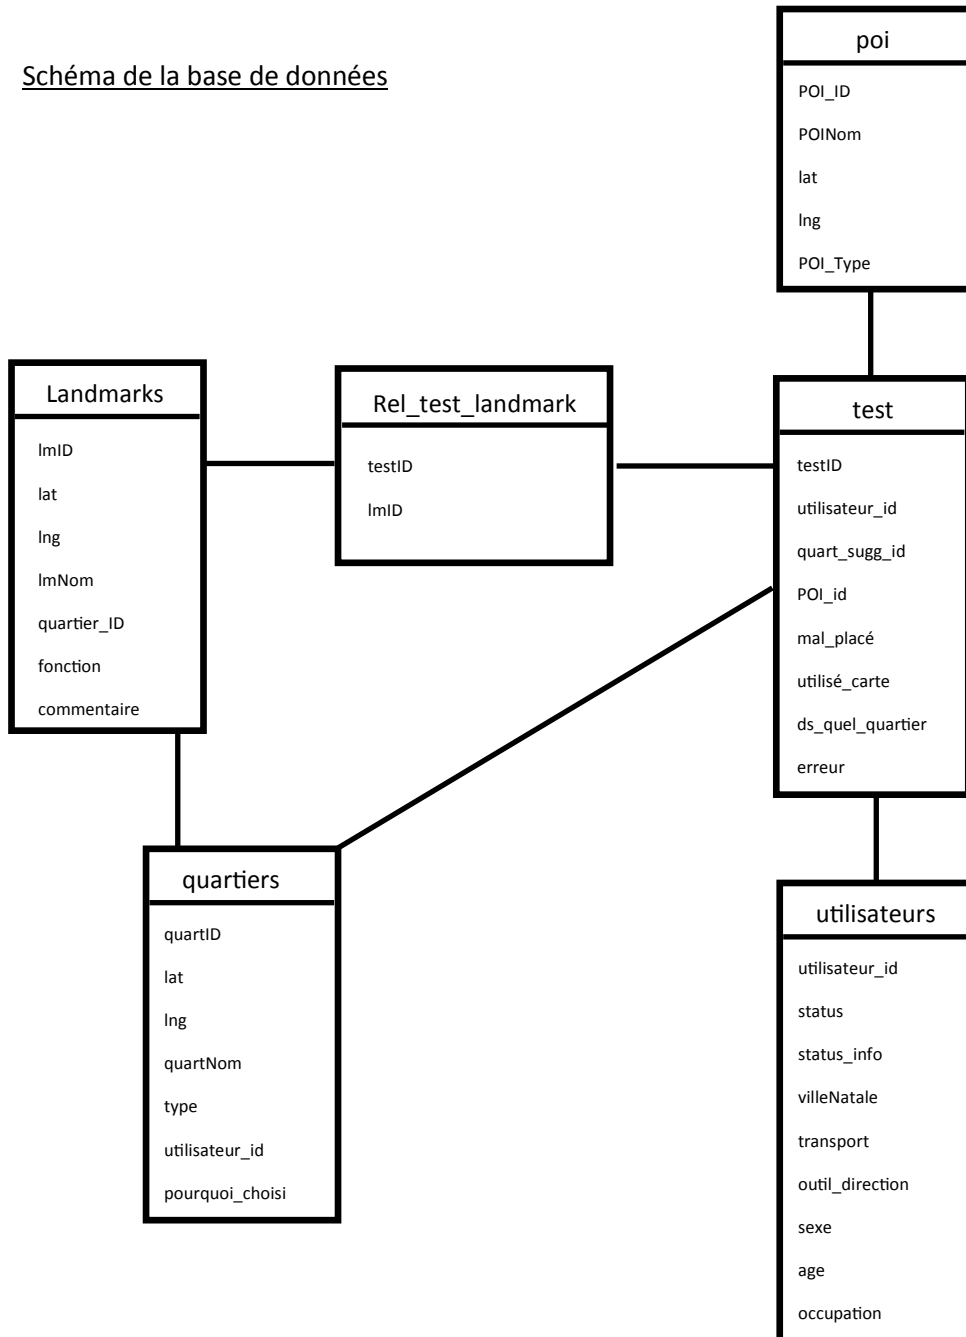 Schéma de la base de données
poi
POI_ID
POINom
lat
lng
POI_Type
Landmarks
lmID
lat
lng
lmNom
quartier_ID
fonction
commentaire
Rel_test_landmark
testID
lmID
test
testID
utilisateur_id
quart_sugg_id
POI_id
mal_placé
utilisé_carte
ds_quel_quartier
erreur
quartiers
quartID
lat
lng
quartNom
type
utilisateur_id
pourquoi_choisi
utilisateurs
utilisateur_id
status
status_info
villeNatale
transport
outil_direction
sexe
age
occupation